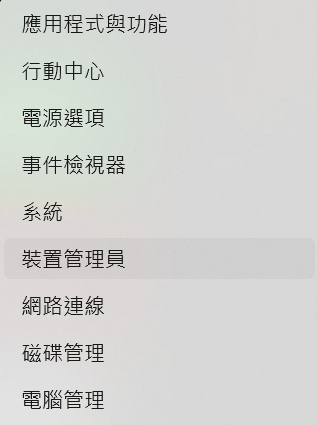 應用程式與功能
行動中心
電源選項
事件檢視器
系統
裝置管理員
網路連線
磁碟管理
電腦管理